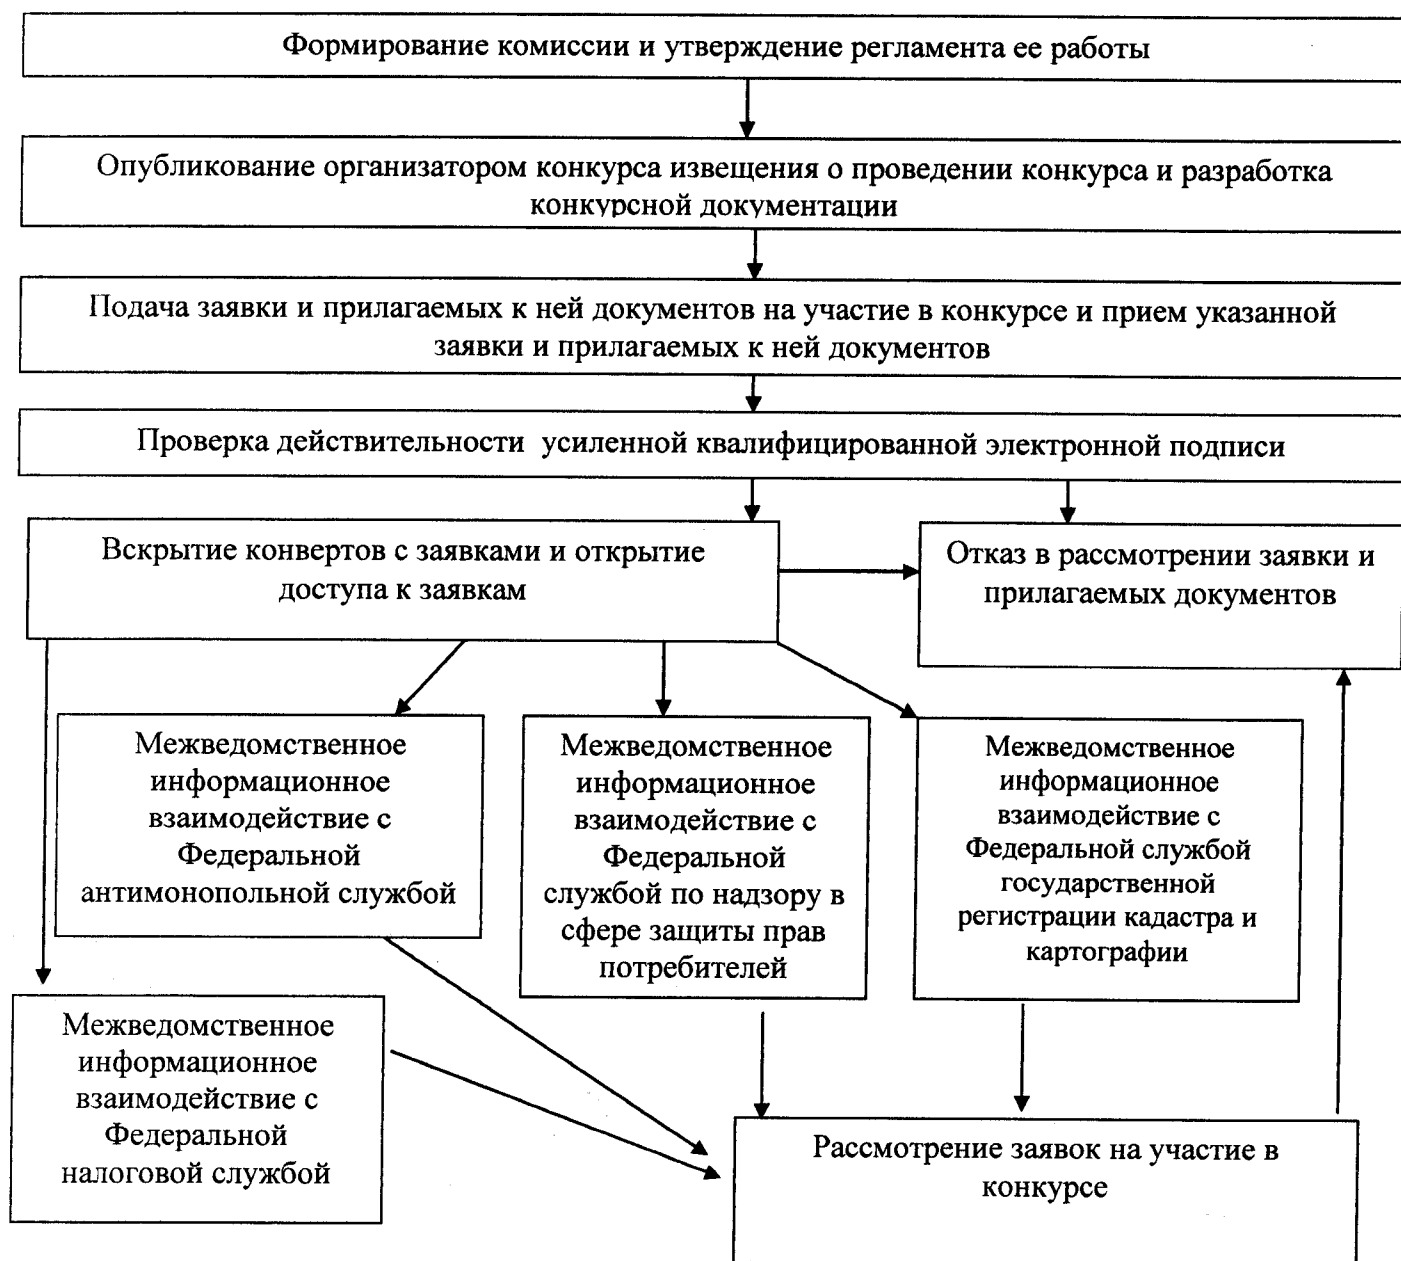 Формирование комиссии и утверждение регламента ее работы
Опубликование организатором конкурса извещения о проведении конкурса и разработка
конкурсной документации
Подача заявки и прилагаемых к ней документов на участие в конкурсе и прием указанной
заявки и прилагаемых к ней документов
Проверка действительности усиленной квалифицированной электронной подписи
Вскрытие конвертов с заявками и открытие
доступа к заявкам
Отказ в рассмотрении заявки и
прилагаемых документов
Межведомственное
информационное
взаимодействие с
Федеральной
антимонопольной службой
Межведомственное
информационное
взаимодействие с
Федеральной
службой по надзору в
сфере защиты прав
потребителей
Межведомственное
информационное
взаимодействие с
Федеральной службой
государственной
регистрации кадастра и
картографии
Межведомственное
информационное
взаимодействие с
Федеральной
налоговой службой
Рассмотрение заявок на участие в
конкурсе